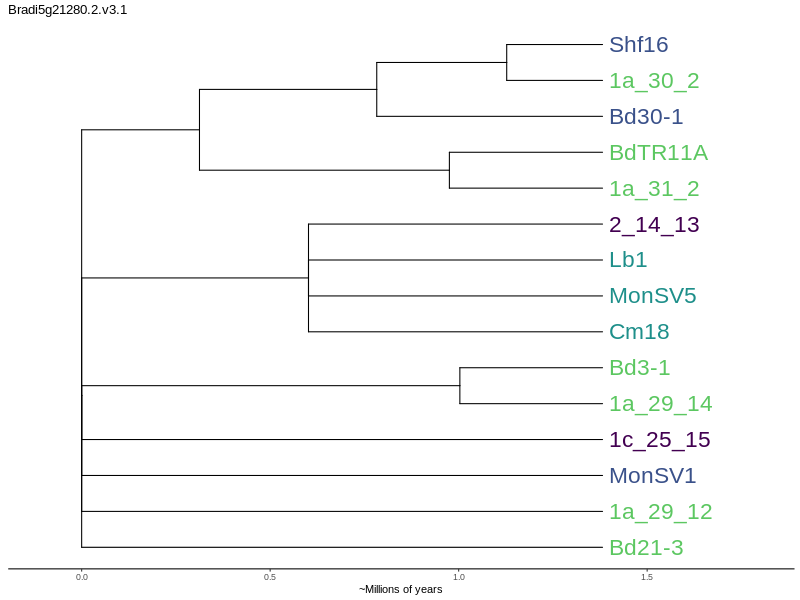 Bradi5g21280.2.v3.1
Shf16
1a_30_2
Bd30-1
BdTR11A
1a_31_2
2_14_13
Lb1
MonSV5
Cm18
Bd3-1
1a_29_14
1c_25_15
MonSV1
1a_29_12
Bd21-3
0.0 0.5 1.0 1.5
~Millions of years